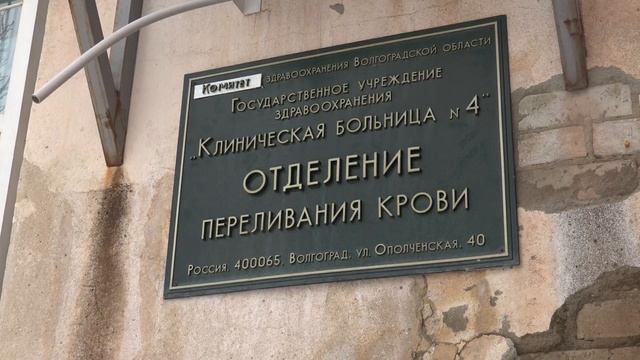 Комитет здравоохранения Волгоградской области
Государственное учреждение
здравоохранения
„Клиническая больница № 4"
ОТДЕЛЕНИЕ
ПЕРЕЛИВАНИЯ КРОВИ
Россия, 400065, Волгоград, ул. Ополченская, 40